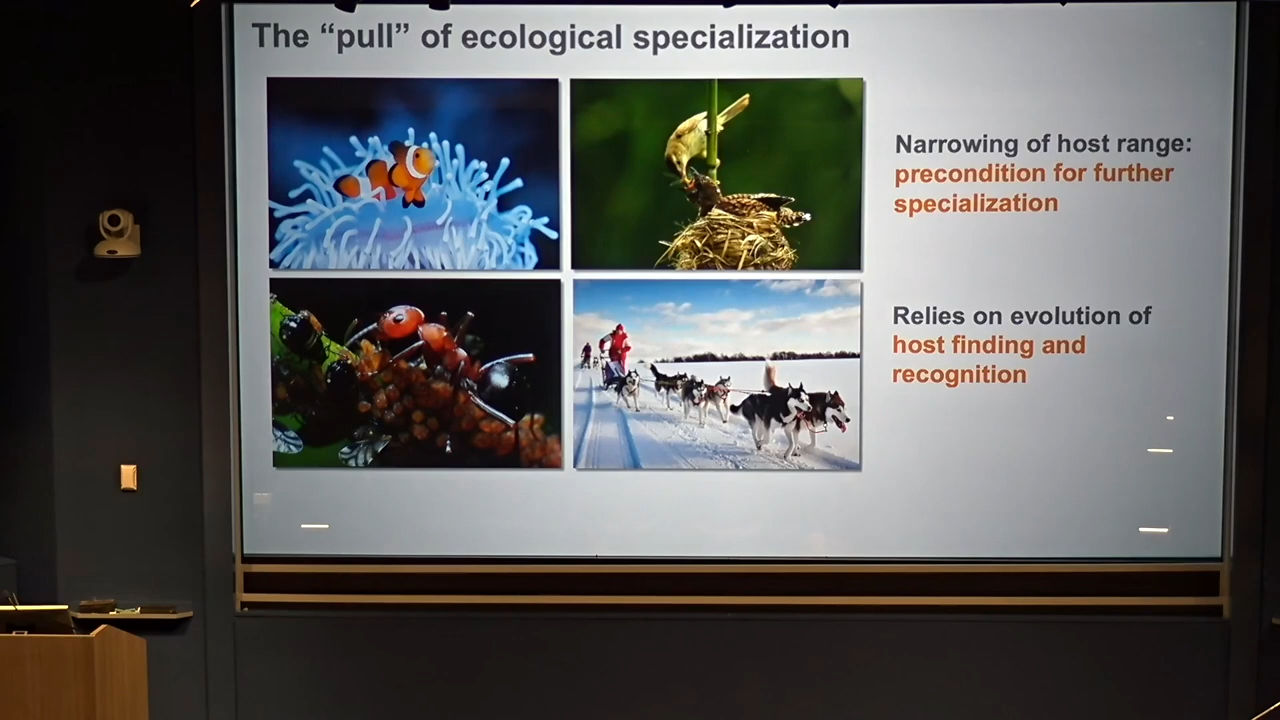 The “pull” of ecological specialization
Narrowing of host range:
precondition for further
specialization
Relies on evolution of
host finding and
recognition